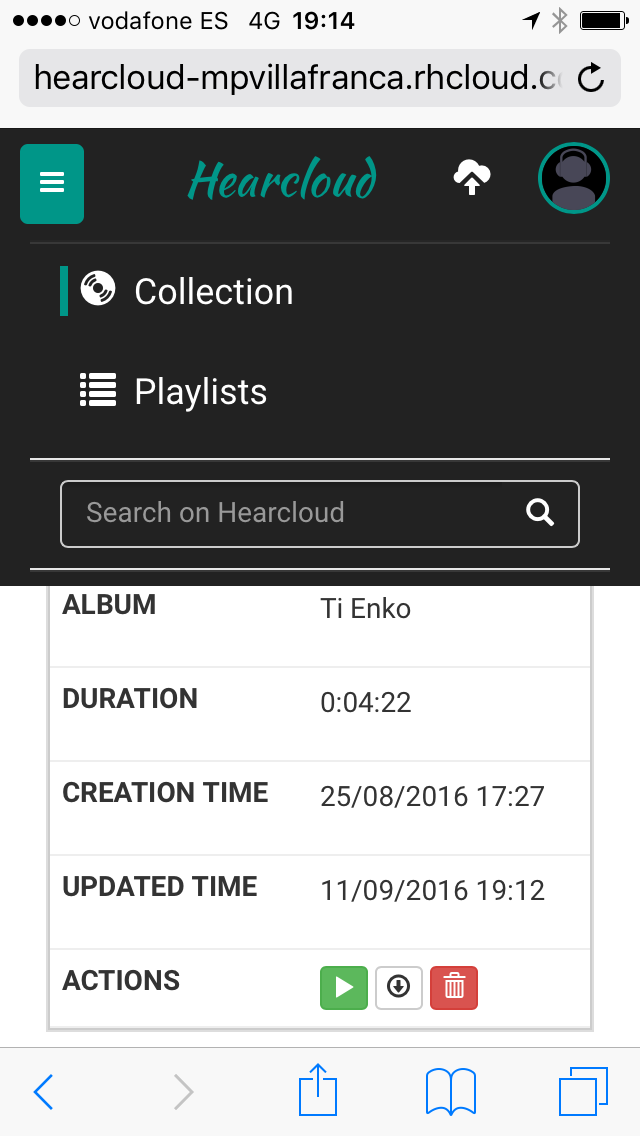 vodafone ES 4G 19:14
hearcloud-mpvillafranca.rhcloud.c
Hearcloud
Collection
Playlists
Search on Hearcloud
ALBUM Ti Enko
DURATION 0:04:22
CREATION TIME 25/08/2016 17:27
UPDATED TIME 11/09/2016 19:12
ACTIONS